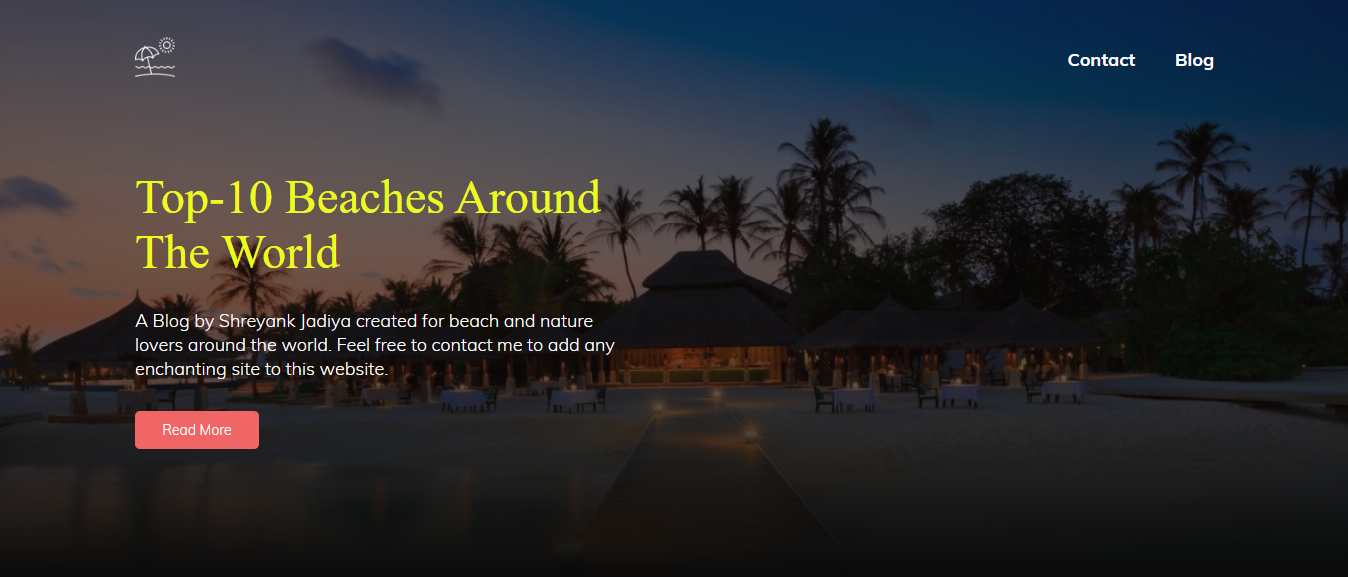 Contact Blog
Top-10 Beaches Around
The World
A Blog by Shreyank Jadiya created for beach and nature
lovers around the world. Feel free to contact me to add any
enchanting site to this website.
Read More